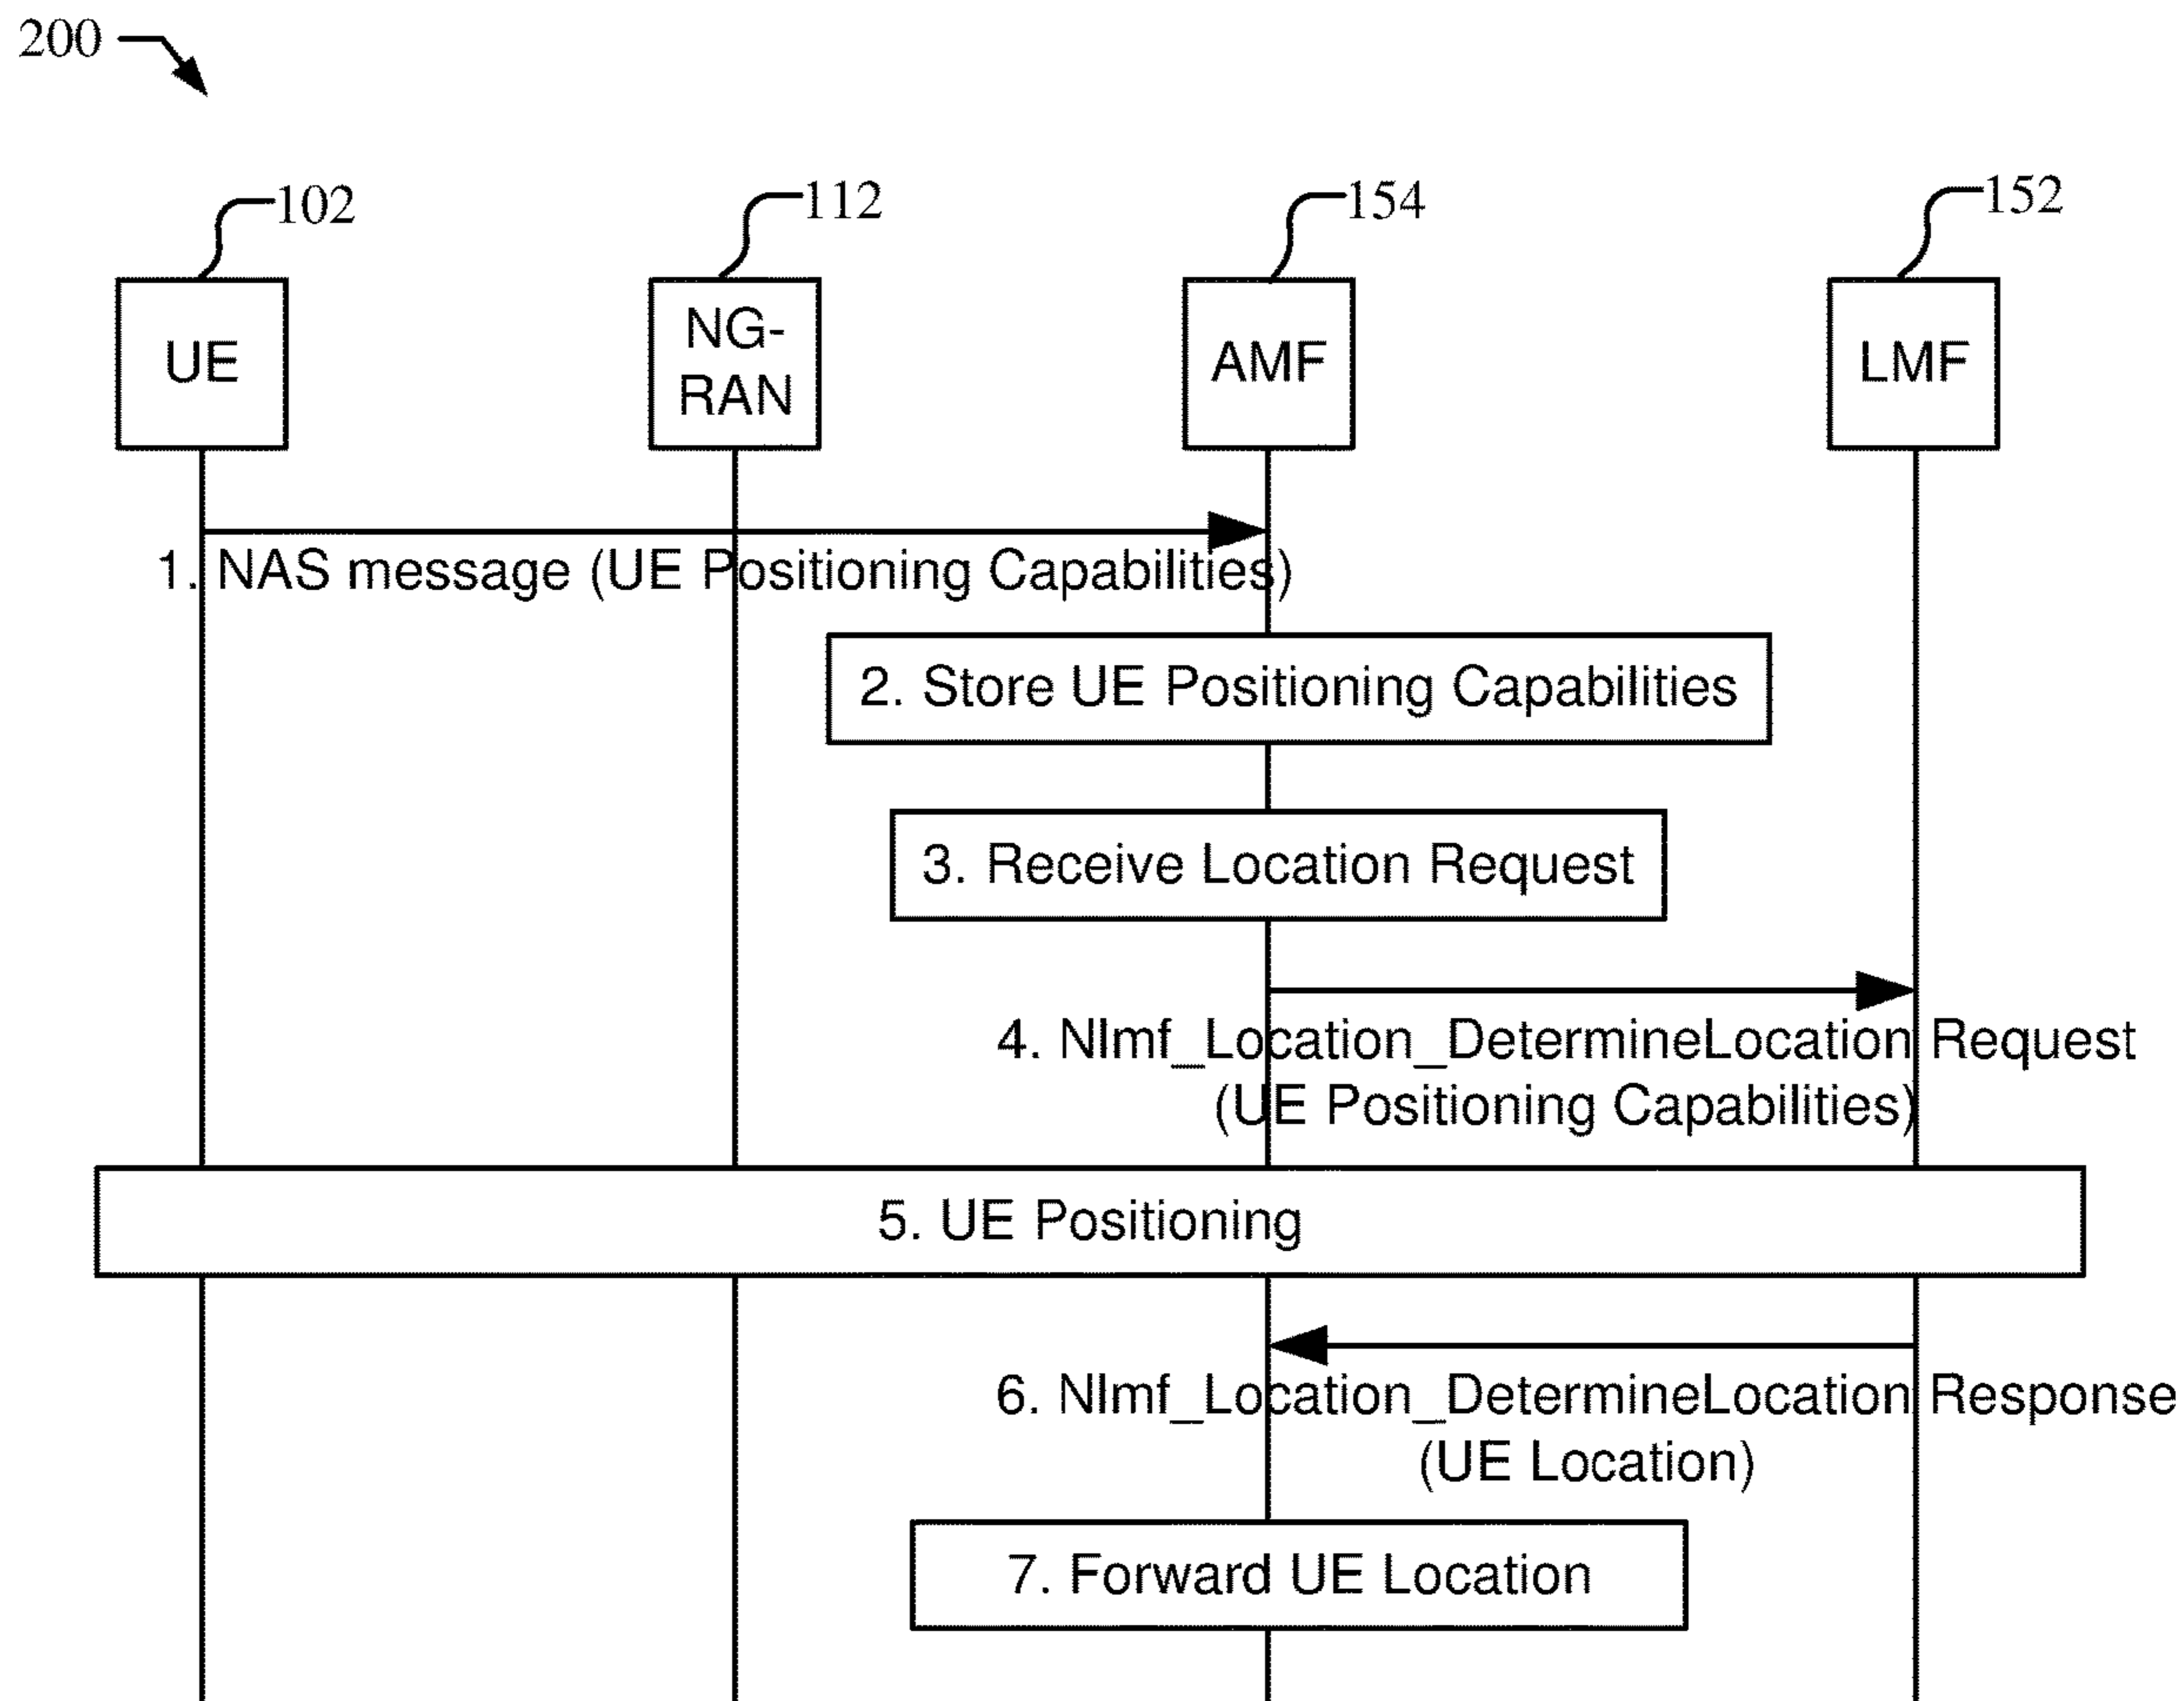 200
102
112
154
152
UE
NG-
RAN
AMF
LMF
1. NAS message (UE Positioning Capabilities)
2. Store UE Positioning Capabilities
3. Receive Location Request
4. Nlmf_Location_DetermineLocation Request
(UE Positioning Capabilities)
5. UE Positioning
6. Nlmf_Location_DetermineLocation Response
(UE Location)
7. Forward UE Location